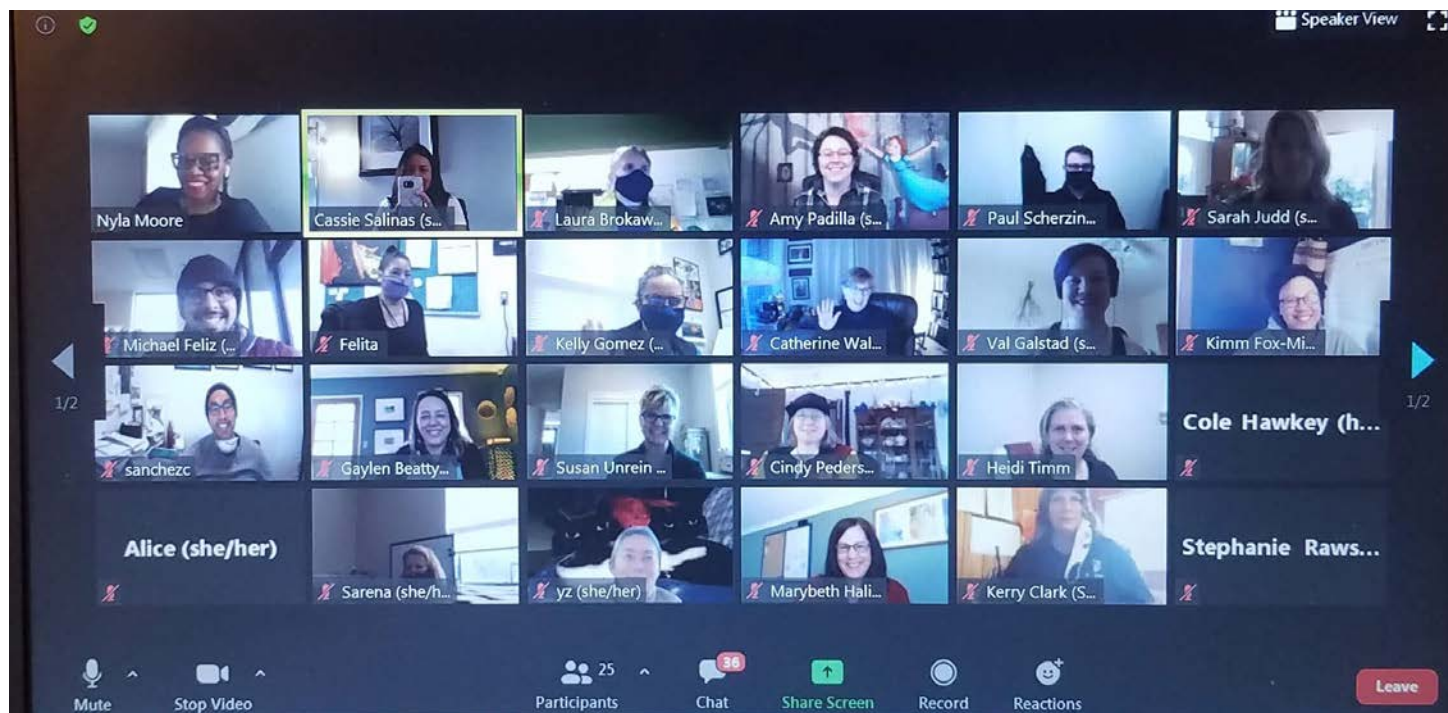 Speaker View
Nyla Moore
Cassie Salinas (s...
Laura Brokaw...
Amy Padilla (s...
Paul Scherzin...
Sarah Judd (s...
Michael Feliz (...
Felita
Kelly Gomez (...
Catherine Wal...
Val Galstad (s...
Kimm Fox-Mi...
1/2
1/2
sanchezc
Gaylen Beatty...
Susan Unrein ...
Cindy Peders...
Heidi Timm
Cole Hawkey (h...
Alice (she/her)
Sarena (she/h...
yz (she/her)
Marybeth Hali...
Kerry Clark (S...
Stephanie Raws...
25
36
Mute
Stop Video
Participants
Chat
Share Screen
Record
Reactions
Leave